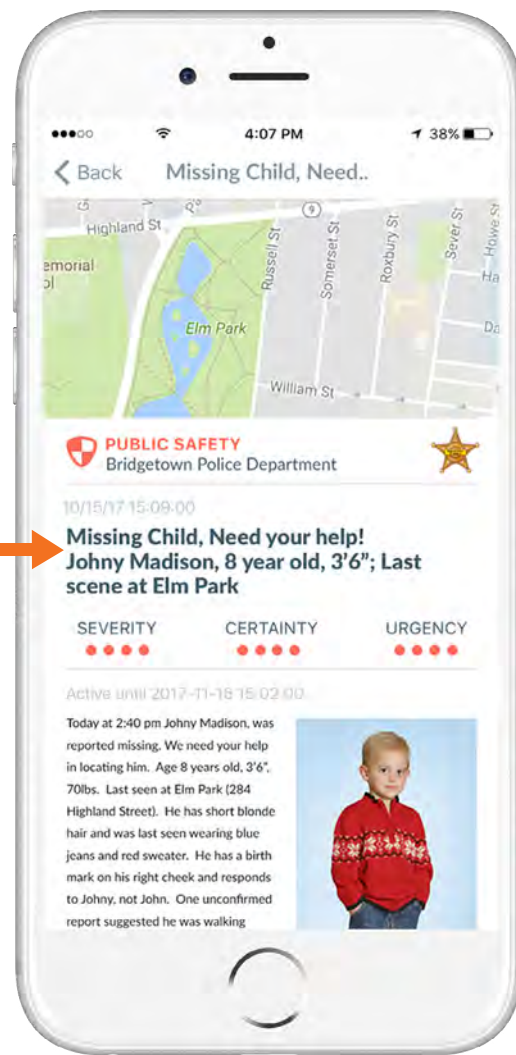 4:07 PM
38%
Back
Missing Child, Need..
Highland St
9
Russell St
Somerset St
Roxbury St
Sever St
Howe St
emorial
ol
Ha
Elm Park
Da
William St
PUBLIC SAFETY
Bridgetown Police Department
10/15/17 15:09:00
Missing Child, Need your help!
Johny Madison, 8 year old, 3’6”; Last
scene at Elm Park
SEVERITY CERTAINTY URGENCY
Active until 2017-11-18 15:02:00
Today at 2:40 pm Johny Madison, was
reported missing. We need your help
in locating him. Age 8 years old, 3'6",
70lbs. Last seen at Elm Park (284
Highland Street). He has short blonde
hair and was last seen wearing blue
jeans and red sweater. He has a birth
mark on his right cheek and responds
to Johny, not John. One unconfirmed
report suggested he was walking